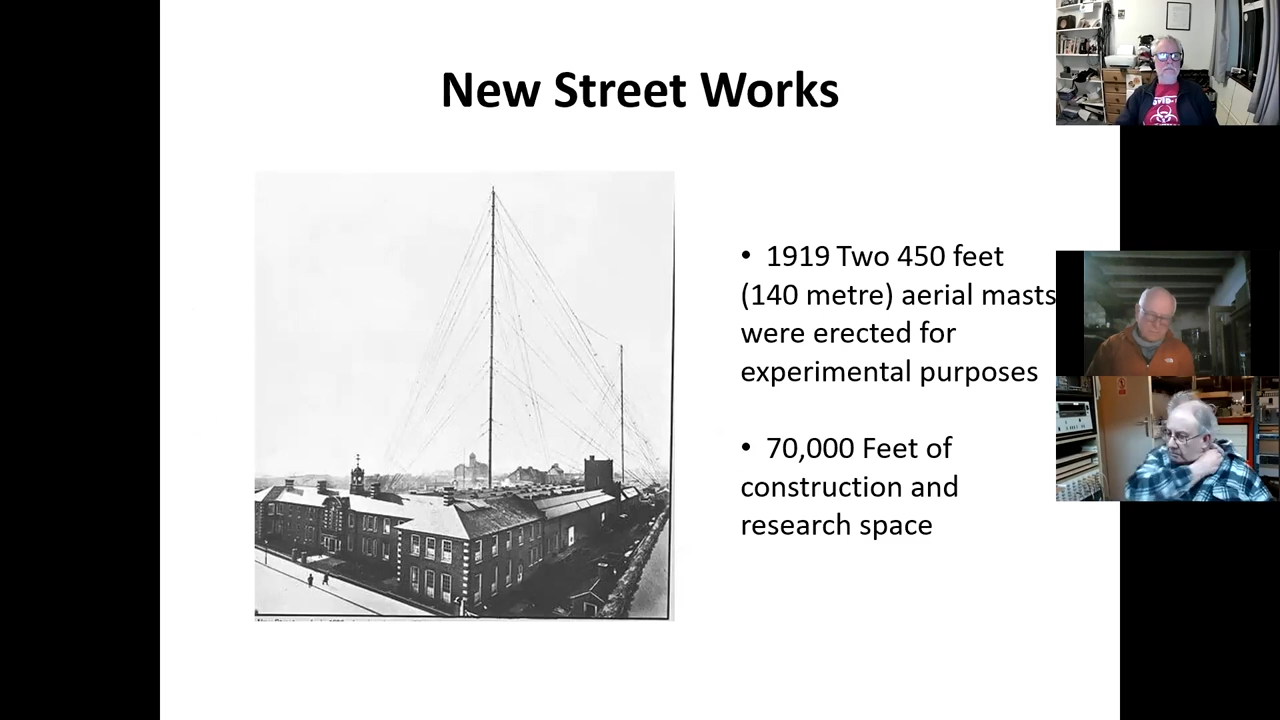 New Street Works
• 1919 Two 450 feet
(140 metre) aerial masts
were erected for
experimental purposes
• 70,000 Feet of
construction and
research space